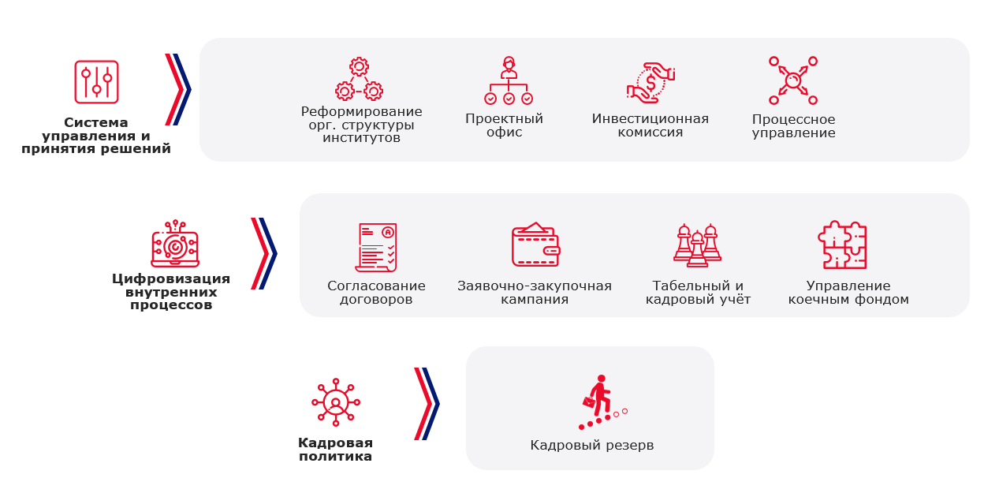 Система
управления и
принятия решений
Реформирование
орг. структуры
институтов
Проектный
офис
Инвестиционная
комиссия
Процессное
управление
Цифровизация
внутренних
процессов
Согласование
договоров
Заявочно-закупочная
кампания
Табельный и
кадровый учёт
Управление
коечным фондом
Кадровая
политика
Кадровый резерв